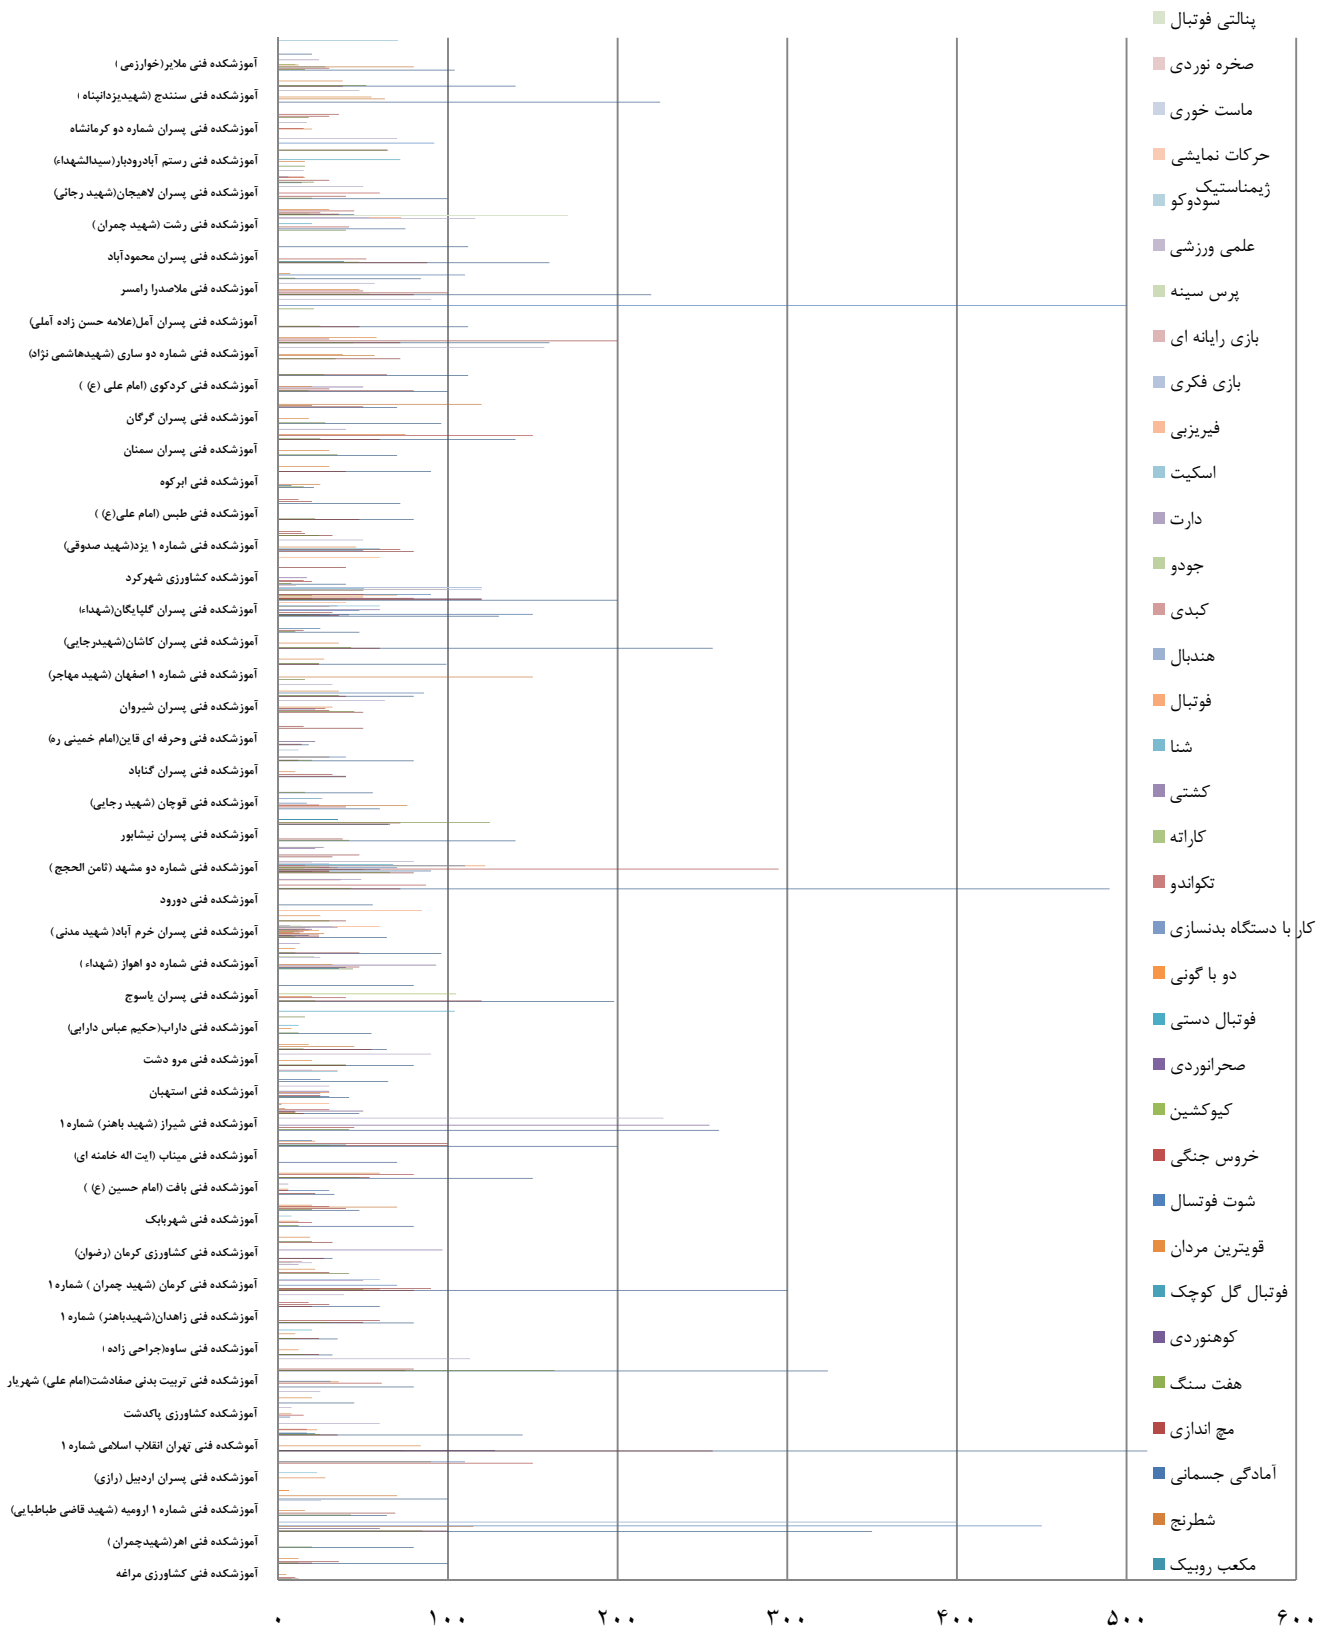 آموزشکده فنی ملایر(خوارزمی )
آموزشکده فنی سنندج (شهیدیزدانپناه )
آموزشکده فنی پسران شماره دو کرمانشاه
آموزشکده فنی رستم آبادرودبار(سیدالشهداء)
آموزشکده فنی پسران لاهیجان(شهید رجائی)
آموزشکده فنی رشت (شهید چمران )
آموزشکده فنی پسران محمودآباد
آموزشکده فنی ملاصدرا رامسر
آموزشکده فنی پسران آمل(علامه حسن زاده آملی)
آموزشکده فنی شماره دو ساری (شهیدهاشمی نژاد)
آموزشکده فنی کردکوی (امام علی (ع) )
آموزشکده فنی پسران گرگان
آموزشکده فنی پسران سمنان
آموزشکده فنی ابرکوه
آموزشکده فنی طبس (امام علی(ع) )
آموزشکده فنی شماره ۱ یزد(شهید صدوقی)
آموزشکده کشاورزی شهرکرد
آموزشکده فنی پسران گلپایگان(شهداء)
آموزشکده فنی پسران کاشان(شهیدرجایی)
آموزشکده فنی شماره ۱ اصفهان (شهید مهاجر)
آموزشکده فنی پسران شیروان
آموزشکده فنی وحرفه ای قاین(امام خمینی ره)
آموزشکده فنی پسران گناباد
آموزشکده فنی قوچان (شهید رجایی)
آموزشکده فنی پسران نیشابور
آموزشکده فنی شماره دو مشهد (ثامن الحجج )
آموزشکده فنی دورود
آموزشکده فنی پسران خرم آباد( شهید مدنی )
آموزشکده فنی شماره دو اهواز (شهداء )
آموزشکده فنی پسران یاسوج
آموزشکده فنی داراب(حکیم عباس دارابی)
آموزشکده فنی مرو دشت
آموزشکده فنی استهبان
آموزشکده فنی شیراز (شهید باهنر) شماره ۱
آموزشکده فنی میناب (ایت اله خامنه ای)
آموزشکده فنی بافت (امام حسین (ع) )
آموزشکده فنی شهربابک
آموزشکده فنی کشاورزی کرمان (رضوان)
آموزشکده فنی کرمان (شهید چمران ) شماره ۱
آموزشکده فنی زاهدان(شهیدباهنر) شماره ۱
آموزشکده فنی ساوه(جراحی زاده )
آموزشکده فنی تربیت بدنی صفادشت(امام علی) شهریار
آموزشکده کشاورزی پاکدشت
آموشکده فنی تهران انقلاب اسلامی شماره ۱
آموزشکده فنی پسران اردبیل (رازی)
آموزشکده فنی شماره ۱ ارومیه (شهید قاضی طباطبایی)
آموزشکده فنی اهر(شهیدچمران )
آموزشکده فنی کشاورزی مراغه
۰ ۱۰۰ ۲۰۰ ۳۰۰ ۴۰۰ ۵۰۰ ۶۰۰
پنالتی فوتبال
صخره نوردی
ماست خوری
حرکات نمایشی
ژیمناستیک
سودوکو
علمی ورزشی
پرس سینه
بازی رایانه ای
بازی فکری
فیریزبی
اسکیت
دارت
جودو
کبدی
هندبال
فوتبال
شنا
کشتی
کاراته
تکواندو
کار با دستگاه بدنسازی
دو با گونی
فوتبال دستی
صحرانوردی
کیوکشین
خروس جنگی
شوت فوتسال
قویترین مردان
فوتبال گل کوچک
کوهنوردی
هفت سنگ
مچ اندازی
آمادگی جسمانی
شطرنج
مکعب روبیک